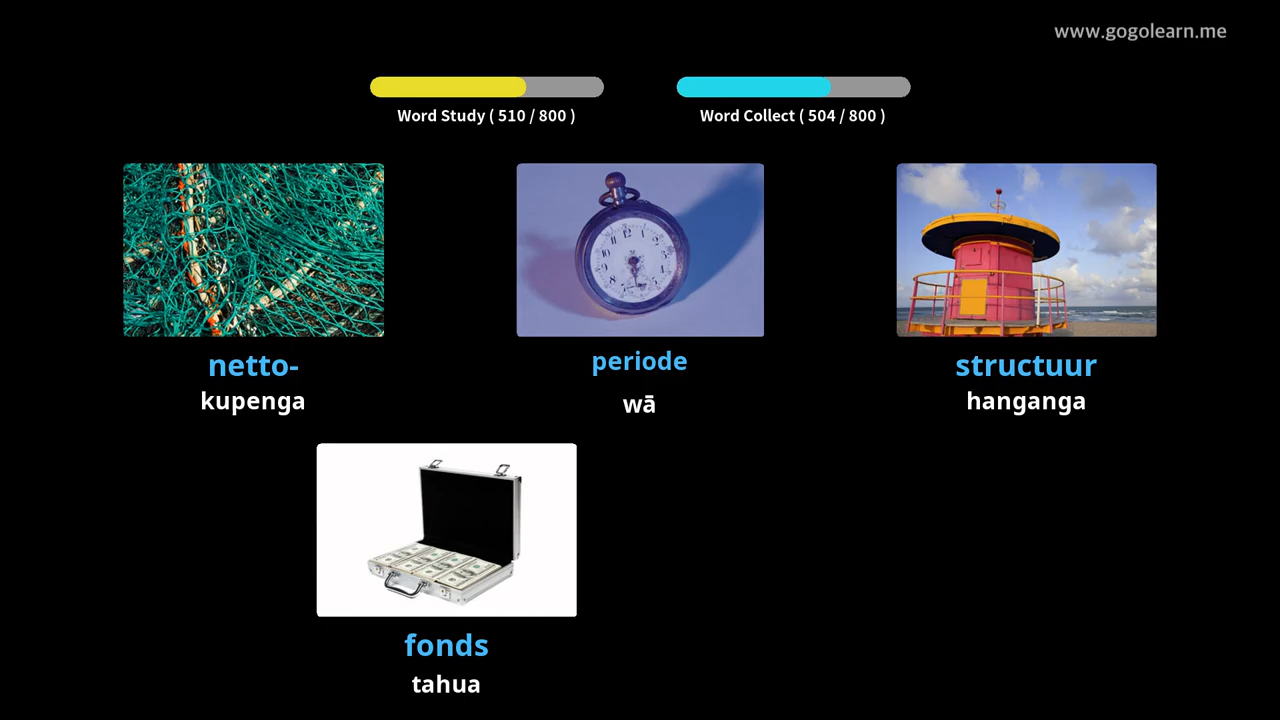 www.gogolearn.me
Word Study ( 510 / 800 )
Word Collect ( 504 / 800 )
netto-
kupenga
periode
wā
structuur
hanganga
fonds
tahua